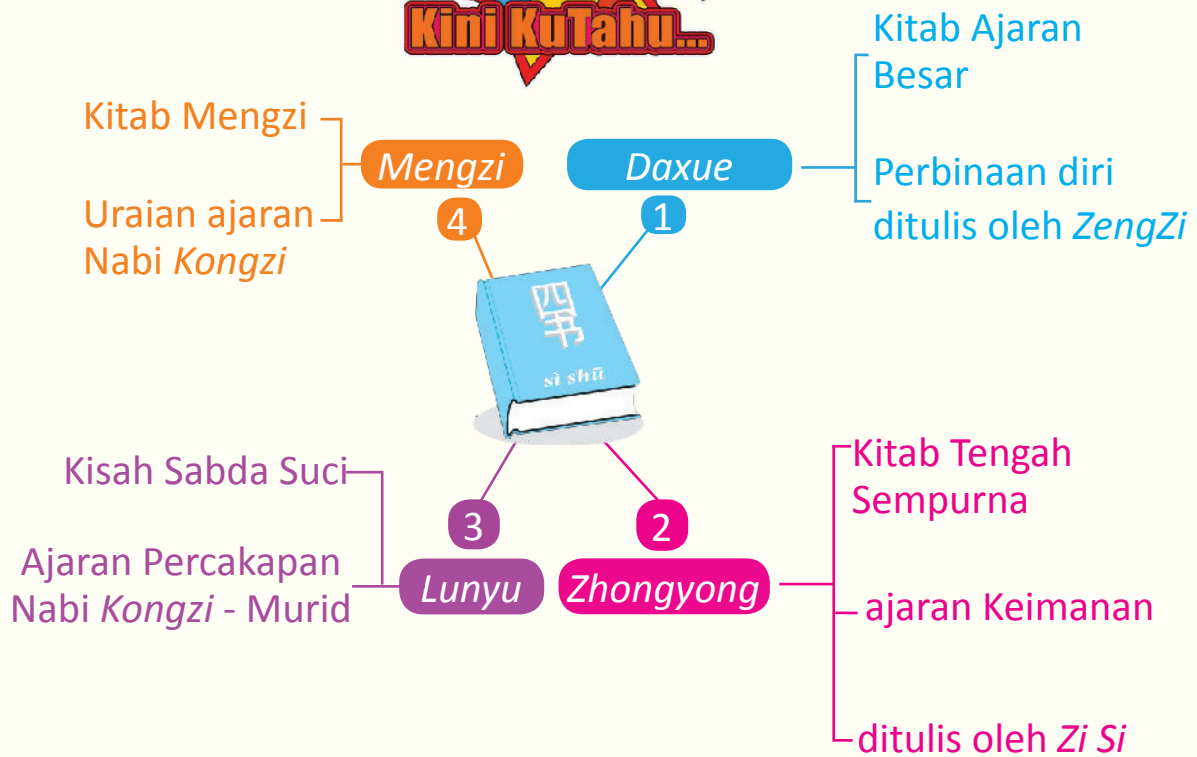 Kini KuTahu...
Kitab Ajaran
Besar
Daxue
1
Perbinaan diri
ditulis oleh ZengZi
Kitab Tengah
Sempurna
2
Zhongyong
ajaran Keimanan
ditulis oleh Zi Si
Kisah Sabda Suci
3
Lunyu
Ajaran Percakapan
Nabi Kongzi - Murid
Kitab Mengzi
Mengzi
4
Uraian ajaran
Nabi Kongzi
四
书
sì shū